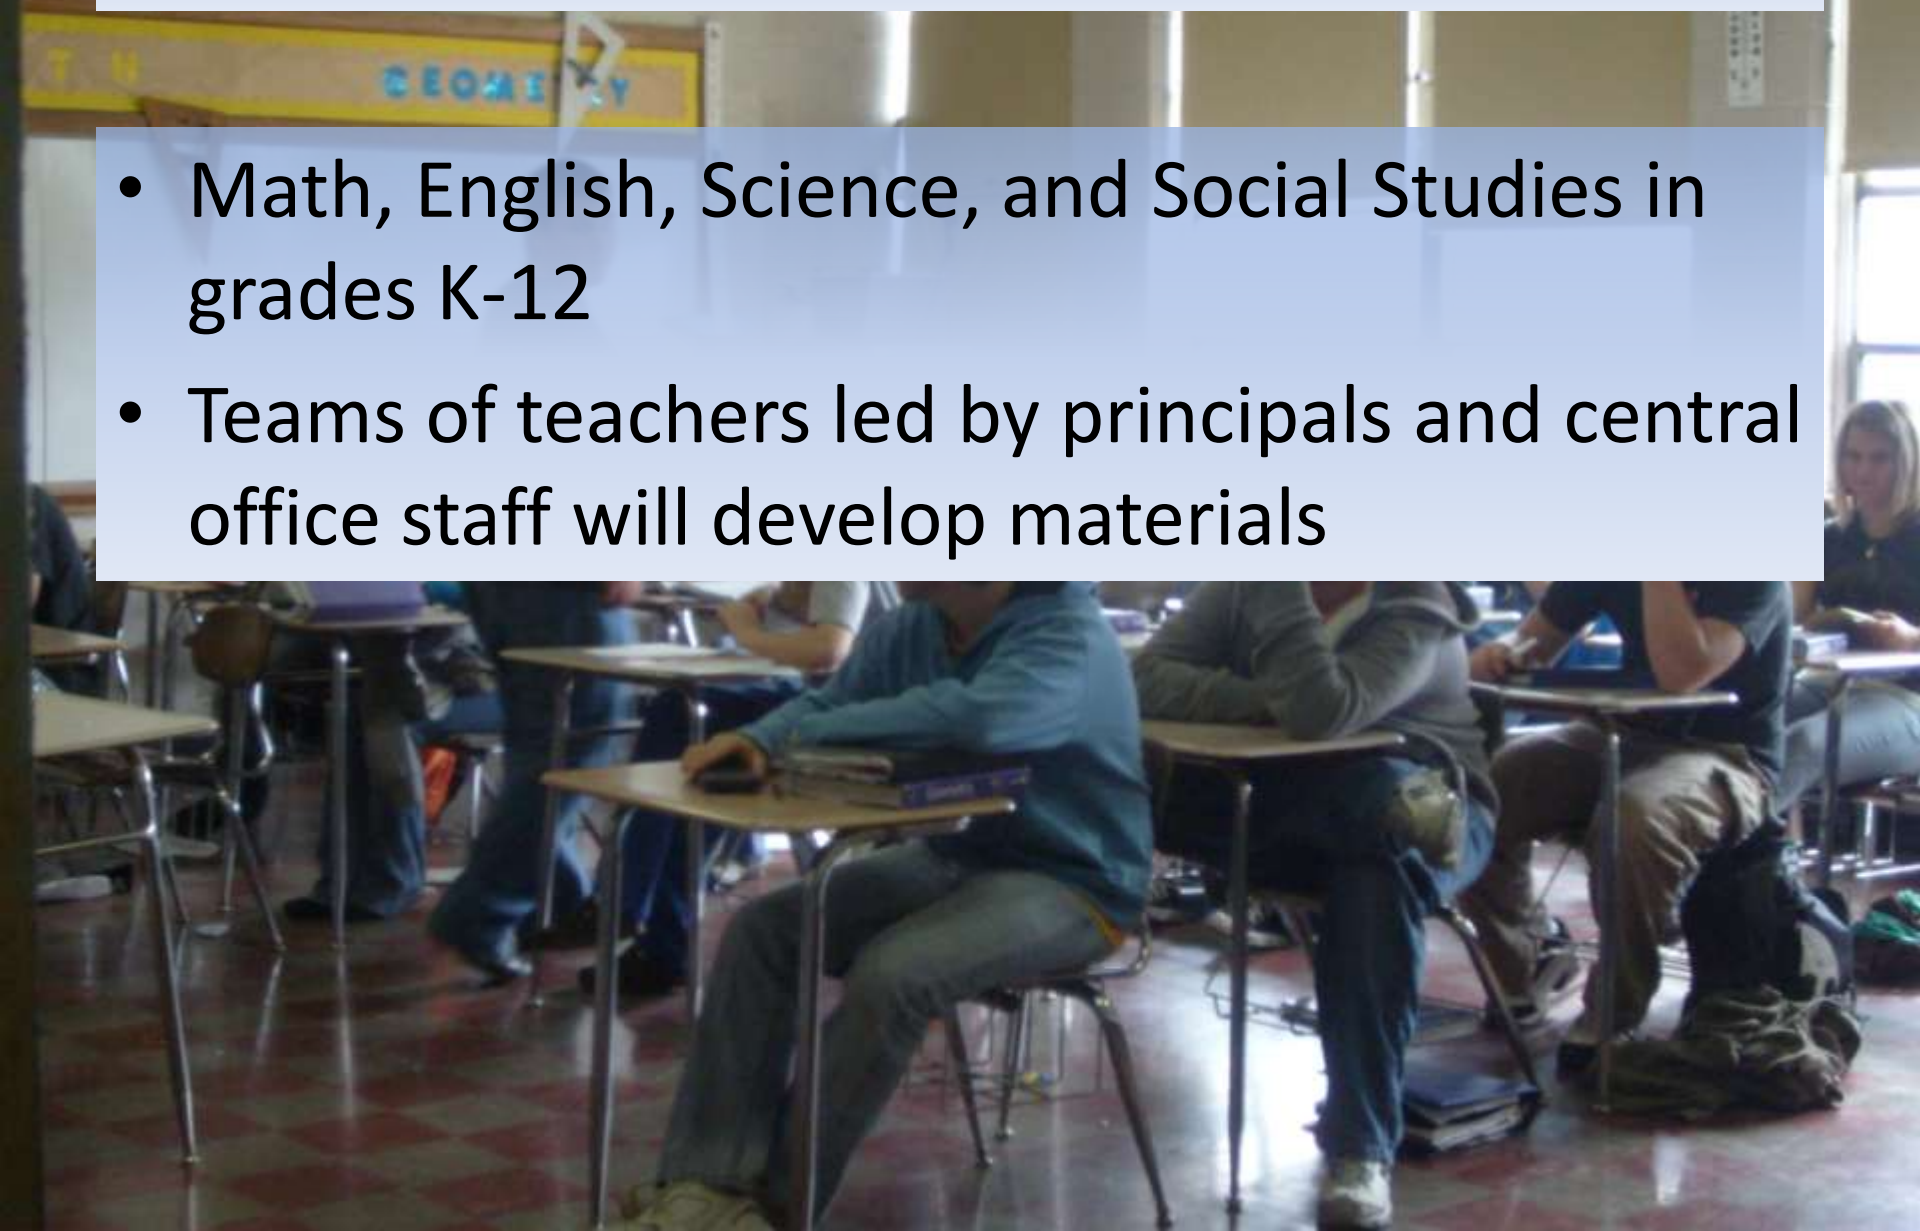 T H
GEOMETRY
• Math, English, Science, and Social Studies in
grades K-12
• Teams of teachers led by principals and central
office staff will develop materials